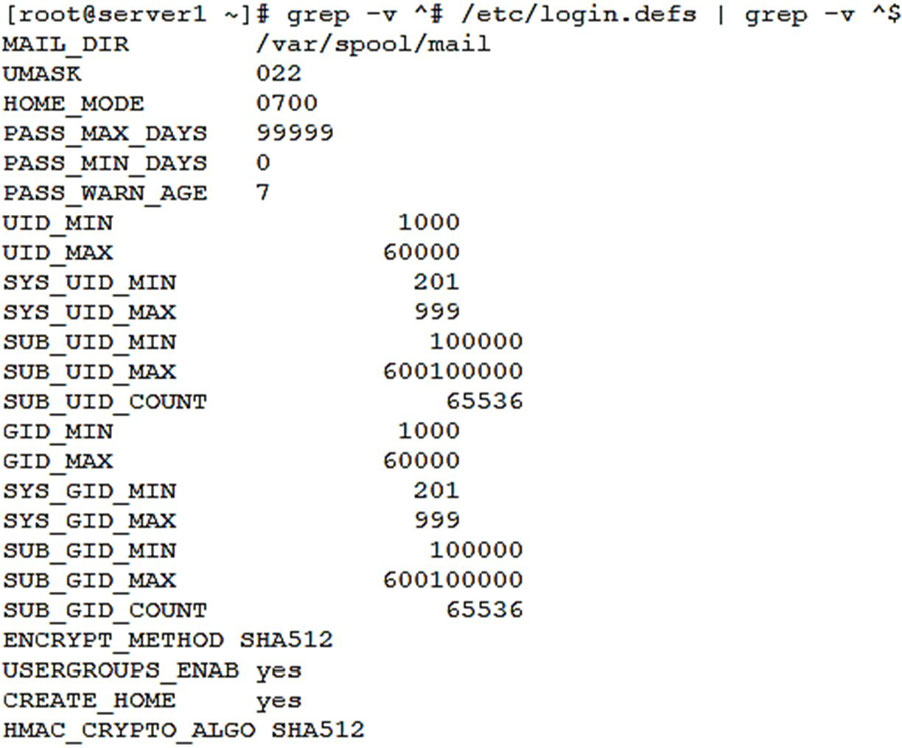 [root@server1 ~]# grep -v ^# /etc/login.defs | grep -v ^$
MAIL_DIR        /var/spool/mail
UMASK           022
HOME_MODE       0700
PASS_MAX_DAYS   99999
PASS_MIN_DAYS   0
PASS_WARN_AGE   7
UID_MIN                  1000
UID_MAX                 60000
SYS_UID_MIN               201
SYS_UID_MAX               999
SUB_UID_MIN                100000
SUB_UID_MAX             600100000
SUB_UID_COUNT               65536
GID_MIN                  1000
GID_MAX                 60000
SYS_GID_MIN               201
SYS_GID_MAX               999
SUB_GID_MIN                100000
SUB_GID_MAX             600100000
SUB_GID_COUNT               65536
ENCRYPT_METHOD SHA512
USERGROUPS_ENAB yes
CREATE_HOME     yes
HMAC_CRYPTO_ALGO SHA512